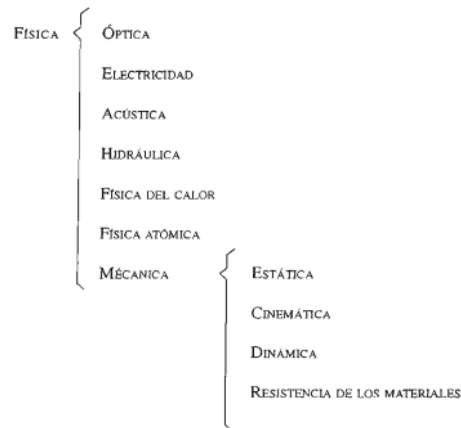 FÍSICA ÓPTICA
ELECTRICIDAD
ACÚSTICA
HIDRÁULICA
FÍSICA DEL CALOR
FÍSICA ATÓMICA
MÉCANICA ESTÁTICA
CINEMÁTICA
DINÁMICA
RESISTENCIA DE LOS MATERIALES